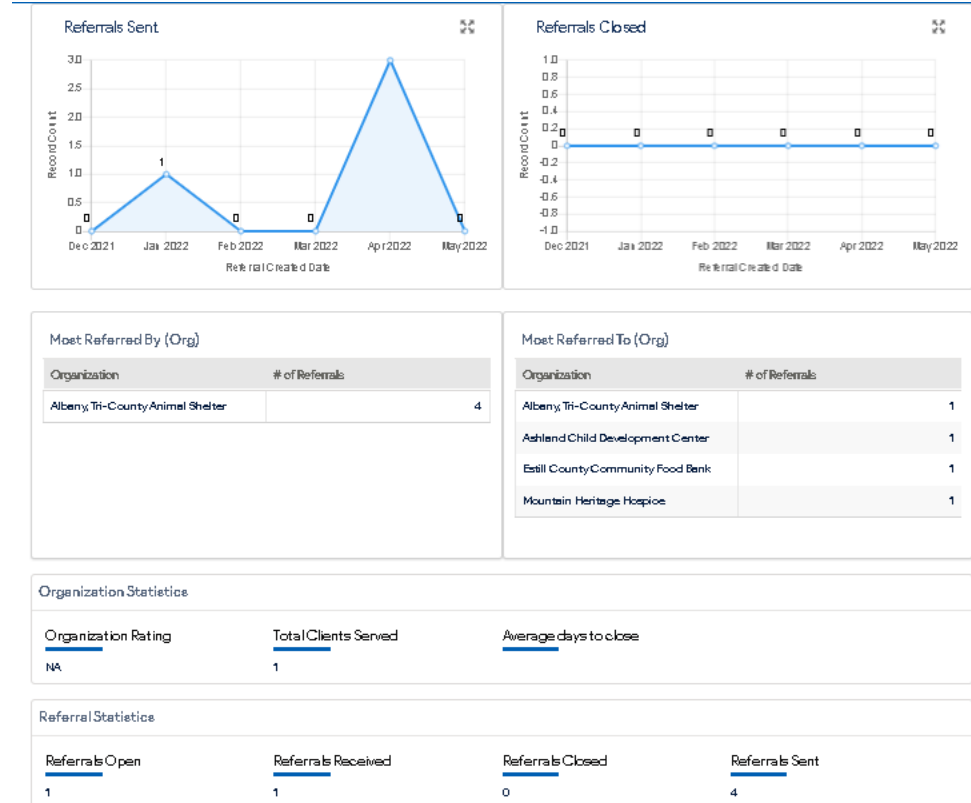 Referrals Sent
3.0
2.5
2.0
1.5
1.0
0.5
0
Record Count
0
1
0
0
0
Dec 2021 Jan 2022 Feb 2022 Mar 2022 Apr 2022 May 2022
Referral Created Date
Referrals Closed
1.0
0.8
0.6
0.4
0.2
0
-0.2
-0.4
-0.6
-0.8
-1.0
Record Count
0 0 0 0 0 0
Dec 2021 Jan 2022 Feb 2022 Mar 2022 Apr 2022 May 2022
Referral Created Date
Most Referred By (Org)
Organization # of Referrals
Albany, Tri-County Animal Shelter 4
Most Referred To (Org)
Organization # of Referrals
Albany, Tri-County Animal Shelter 1
Ashland Child Development Center 1
Estill County Community Food Bank 1
Mountain Heritage Hospice 1
Organization Statistics
Organization Rating Total Clients Served Average days to close
NA 1
Referral Statistics
Referrals Open Referrals Received Referrals Closed Referrals Sent
1 1 0 4